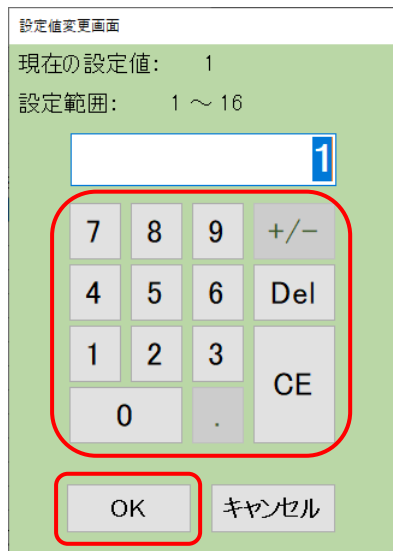 設定値変更画面
現在の設定値: 1
設定範囲: 1 ～ 16
1
7 8 9 +/−
4 5 6 Del
1 2 3
CE
0 .
OK キャンセル